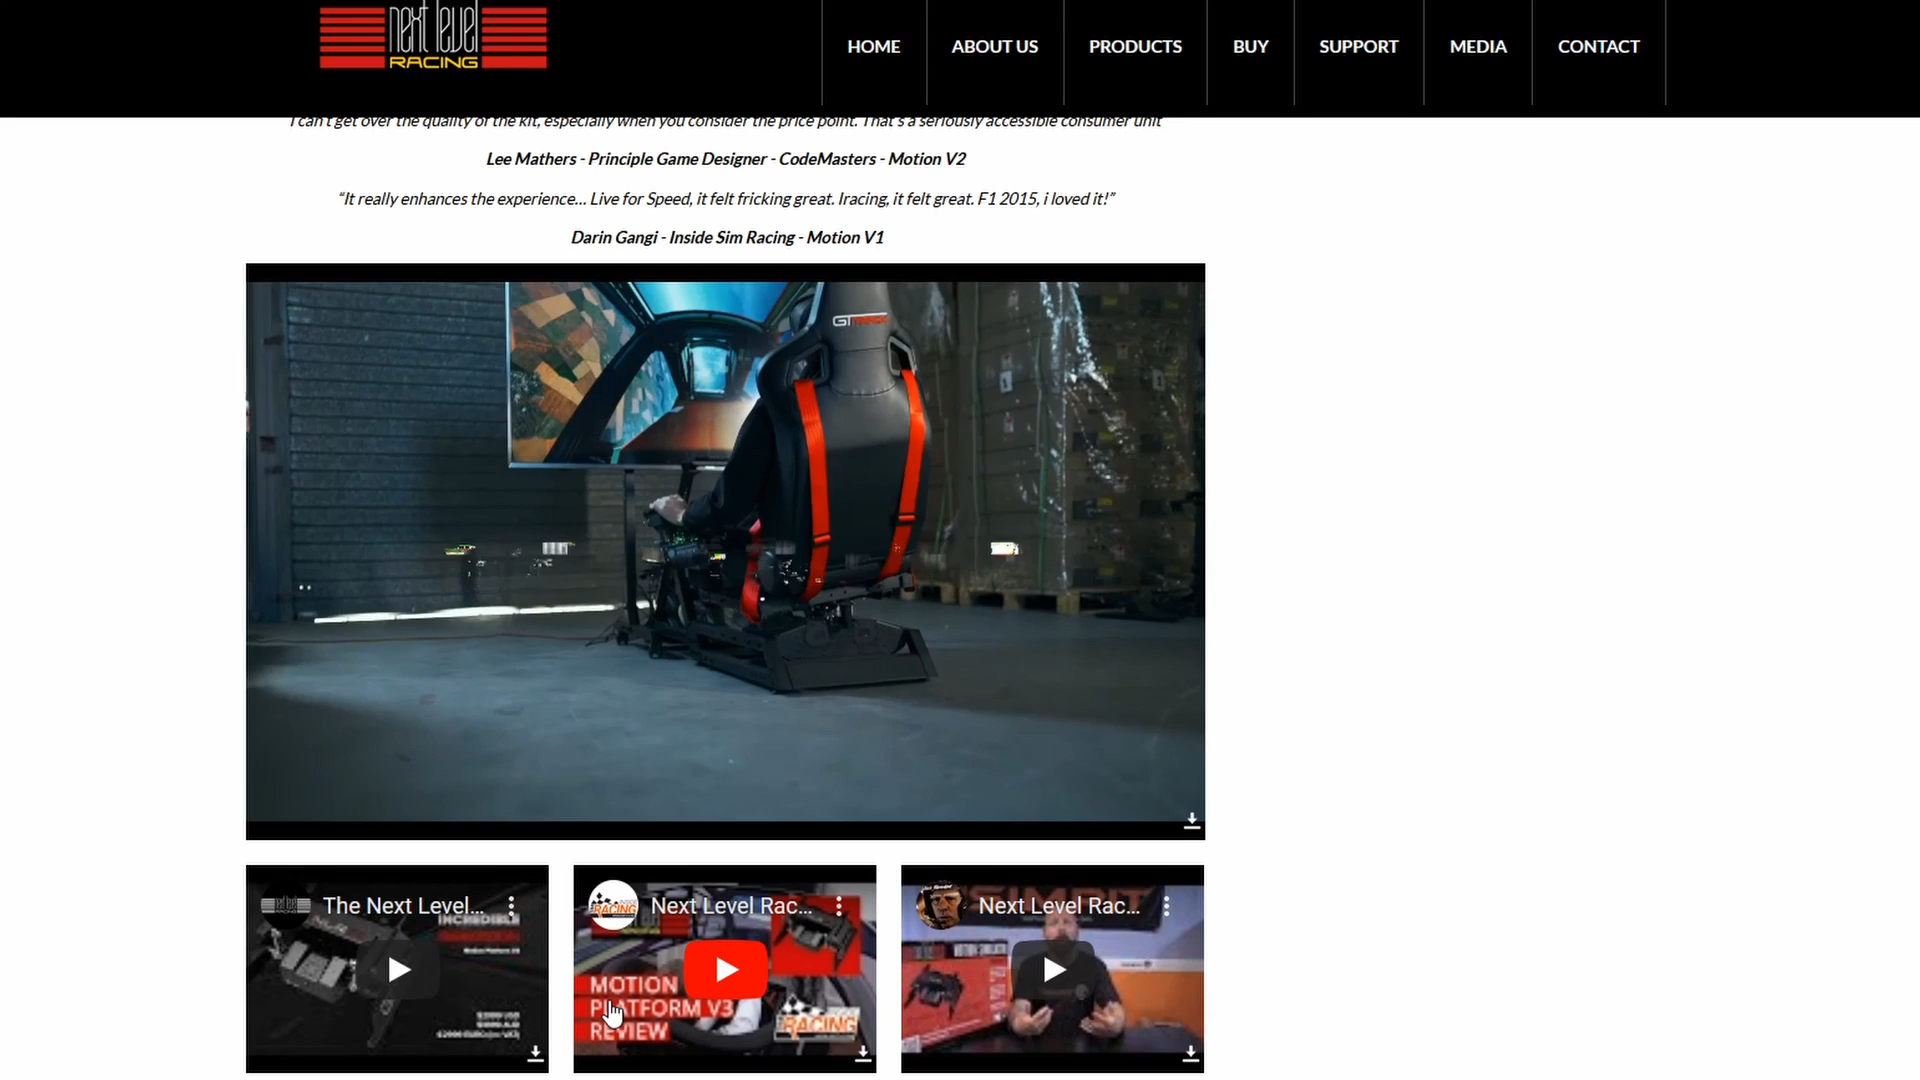 next level
RACING
HOME
ABOUT US
PRODUCTS
BUY
SUPPORT
MEDIA
CONTACT
I can't get over the quality of the kit, especially when you consider the price point. That's a seriously accessible consumer unit
Lee Mathers - Principle Game Designer - CodeMasters - Motion V2
“It really enhances the experience… Live for Speed, it felt fricking great. Iracing, it felt great. F1 2015, i loved it!”
Darin Gangi - Inside Sim Racing - Motion V1
GTTRACK
The Next Level...
INCREDIBLE
Next Level Rac...
RACING
MOTION
PLATFORM V3
REVIEW
RACING
Next Level Rac...